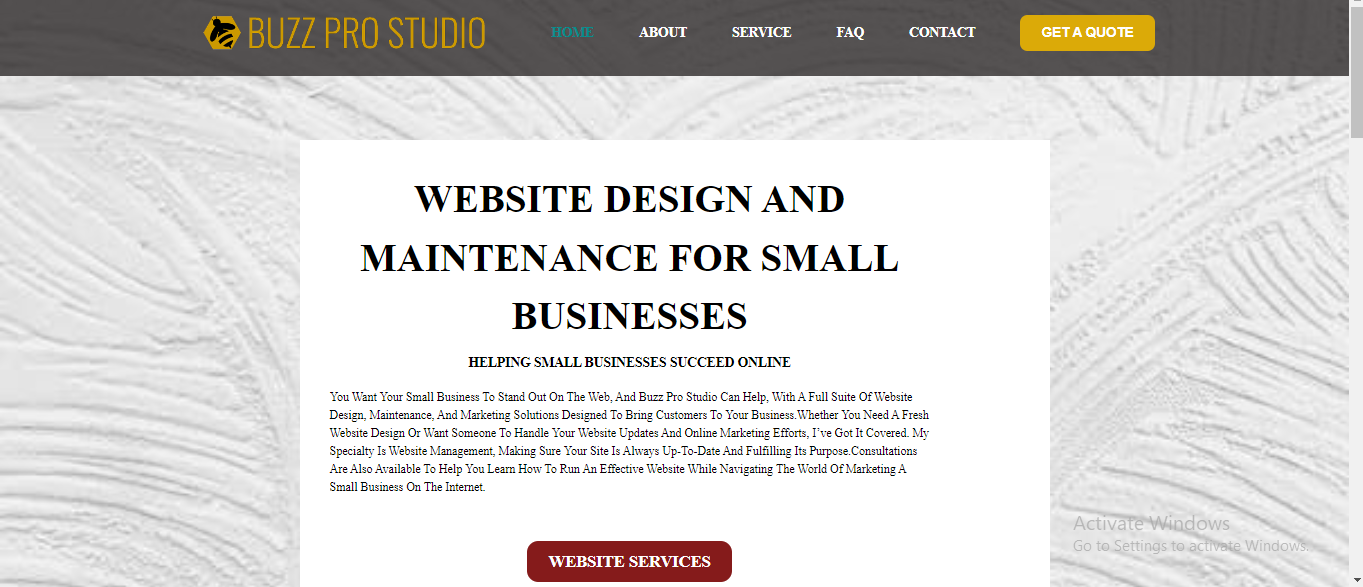 BUZZ PRO STUDIO HOME ABOUT SERVICE FAQ CONTACT GET A QUOTE
WEBSITE DESIGN AND
MAINTENANCE FOR SMALL
BUSINESSES
HELPING SMALL BUSINESSES SUCCEED ONLINE
You Want Your Small Business To Stand Out On The Web, And Buzz Pro Studio Can Help, With A Full Suite Of Website
Design, Maintenance, And Marketing Solutions Designed To Bring Customers To Your Business.Whether You Need A Fresh
Website Design Or Want Someone To Handle Your Website Updates And Online Marketing Efforts, I’ve Got It Covered. My
Specialty Is Website Management, Making Sure Your Site Is Always Up-To-Date And Fulfilling Its Purpose.Consultations
Are Also Available To Help You Learn How To Run An Effective Website While Navigating The World Of Marketing A
Small Business On The Internet.
Activate Windows
Go to Settings to activate Windows.
WEBSITE SERVICES